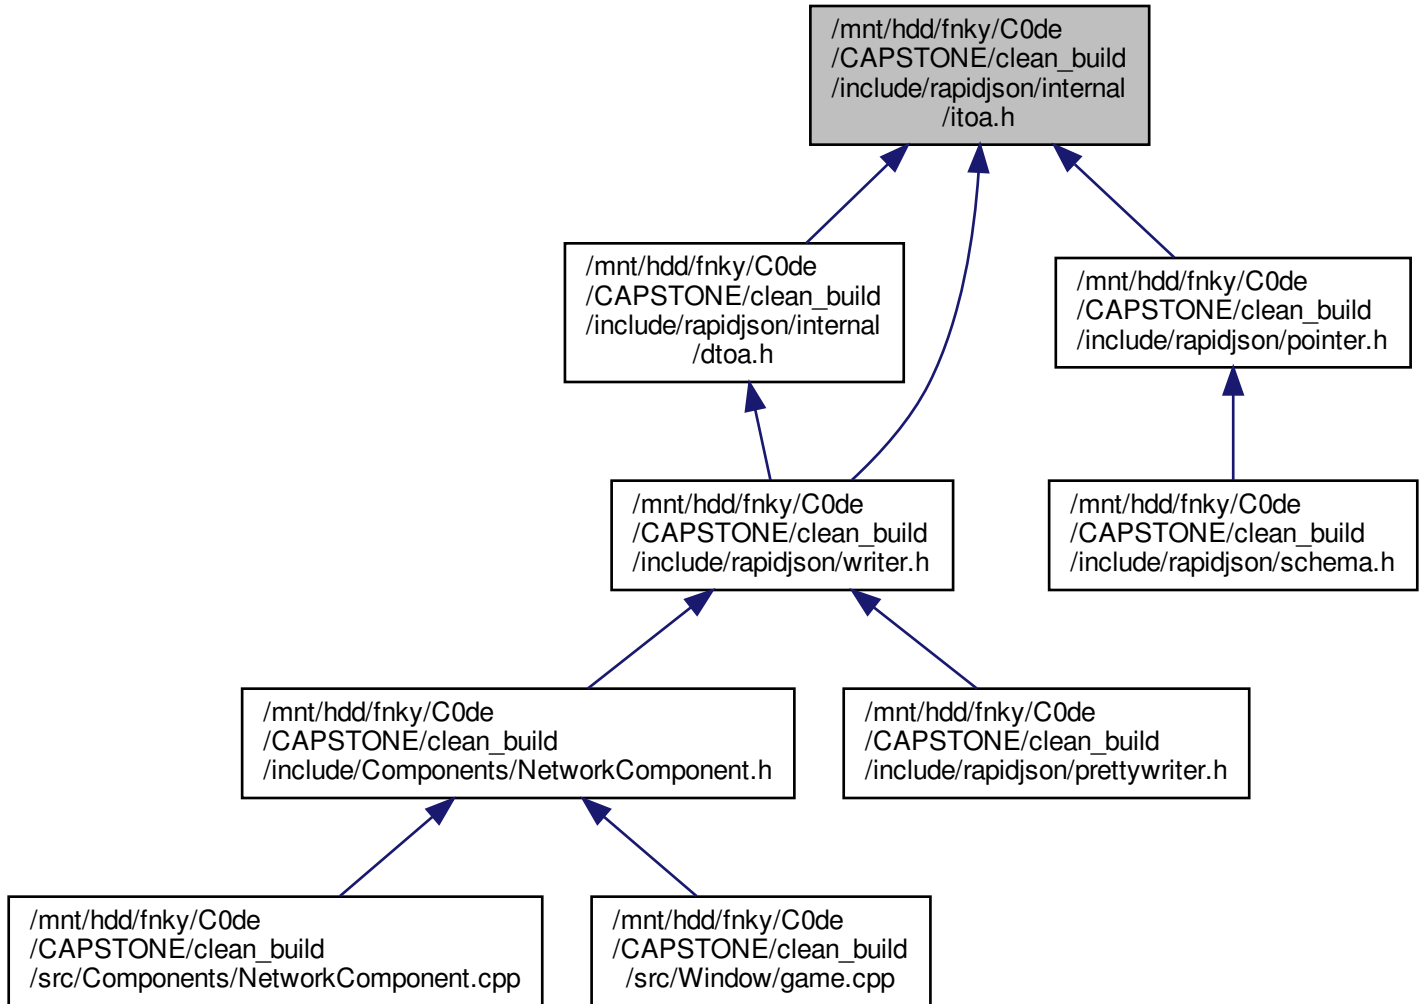 /mnt/hdd/fnky/C0de
/CAPSTONE/clean_build
/include/rapidjson/internal
/itoa.h
/mnt/hdd/fnky/C0de
/CAPSTONE/clean_build
/include/rapidjson/internal
/dtoa.h
/mnt/hdd/fnky/C0de
/CAPSTONE/clean_build
/include/rapidjson/pointer.h
/mnt/hdd/fnky/C0de
/CAPSTONE/clean_build
/include/rapidjson/writer.h
/mnt/hdd/fnky/C0de
/CAPSTONE/clean_build
/include/rapidjson/schema.h
/mnt/hdd/fnky/C0de
/CAPSTONE/clean_build
/include/Components/NetworkComponent.h
/mnt/hdd/fnky/C0de
/CAPSTONE/clean_build
/include/rapidjson/prettywriter.h
/mnt/hdd/fnky/C0de
/CAPSTONE/clean_build
/src/Components/NetworkComponent.cpp
/mnt/hdd/fnky/C0de
/CAPSTONE/clean_build
/src/Window/game.cpp